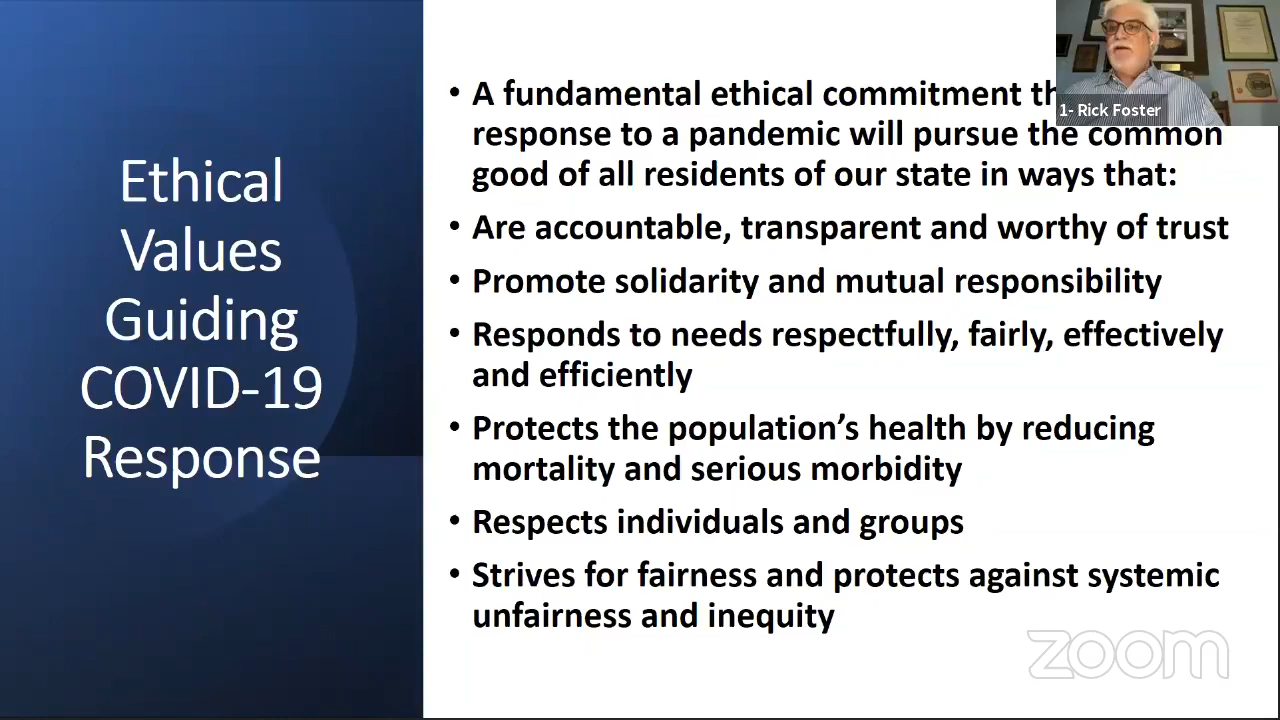 Ethical
Values
Guiding
COVID-19
Response
• A fundamental ethical commitment
response to a pandemic will pursue the common
good of all residents of our state in ways that:
• Are accountable, transparent and worthy of trust
• Promote solidarity and mutual responsibility
• Responds to needs respectfully, fairly, effectively
and efficiently
• Protects the population’s health by reducing
mortality and serious morbidity
• Respects individuals and groups
• Strives for fairness and protects against systemic
unfairness and inequity
1- Rick Foster
zoom